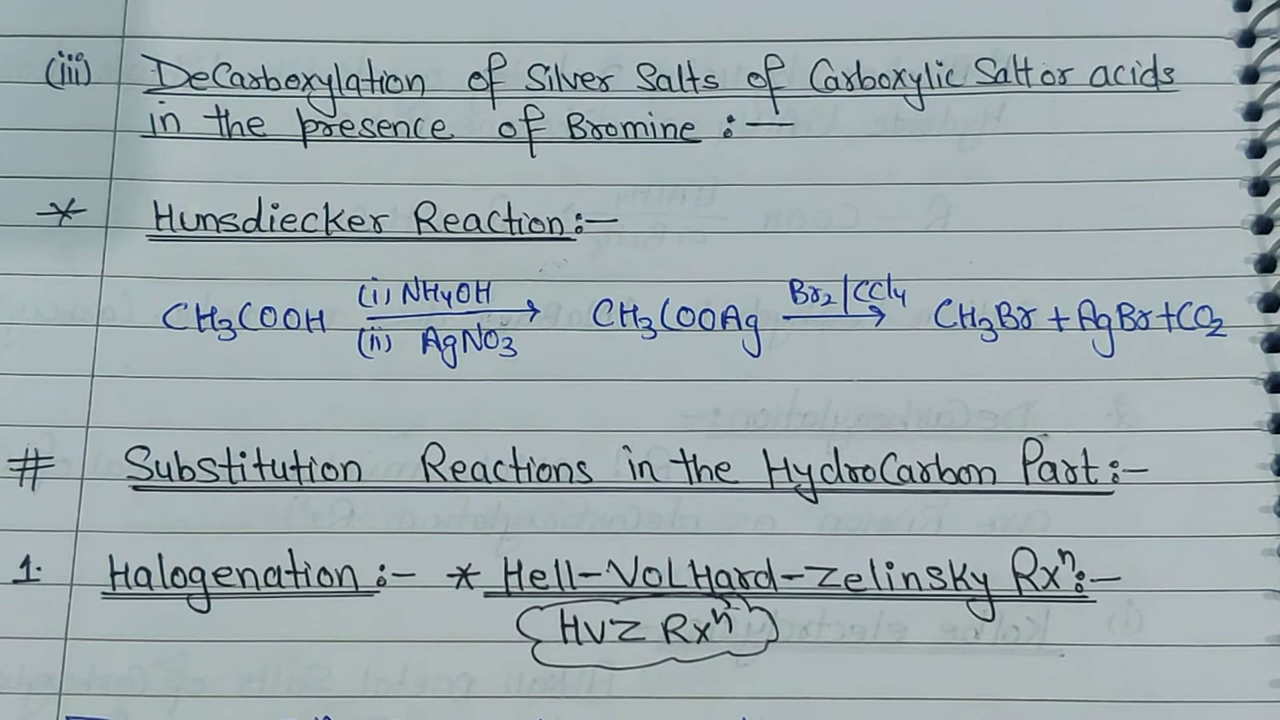 (iii) DeCarboxylation of Silver Salts of Carboxylic Salt or acids
in the presence of Bromine :—
* Hunsdiecker Reaction:—
(i) NH4OH Br2/CCl4
CH3COOH → CH3COOAg → CH3Br + AgBr + CO2
(ii) AgNO3
# Substitution Reactions in the HydroCarbon Part:-
1. Halogenation :- * Hell-VoLHard-Zelinsky Rxⁿ:-
{HVZ Rxⁿ}